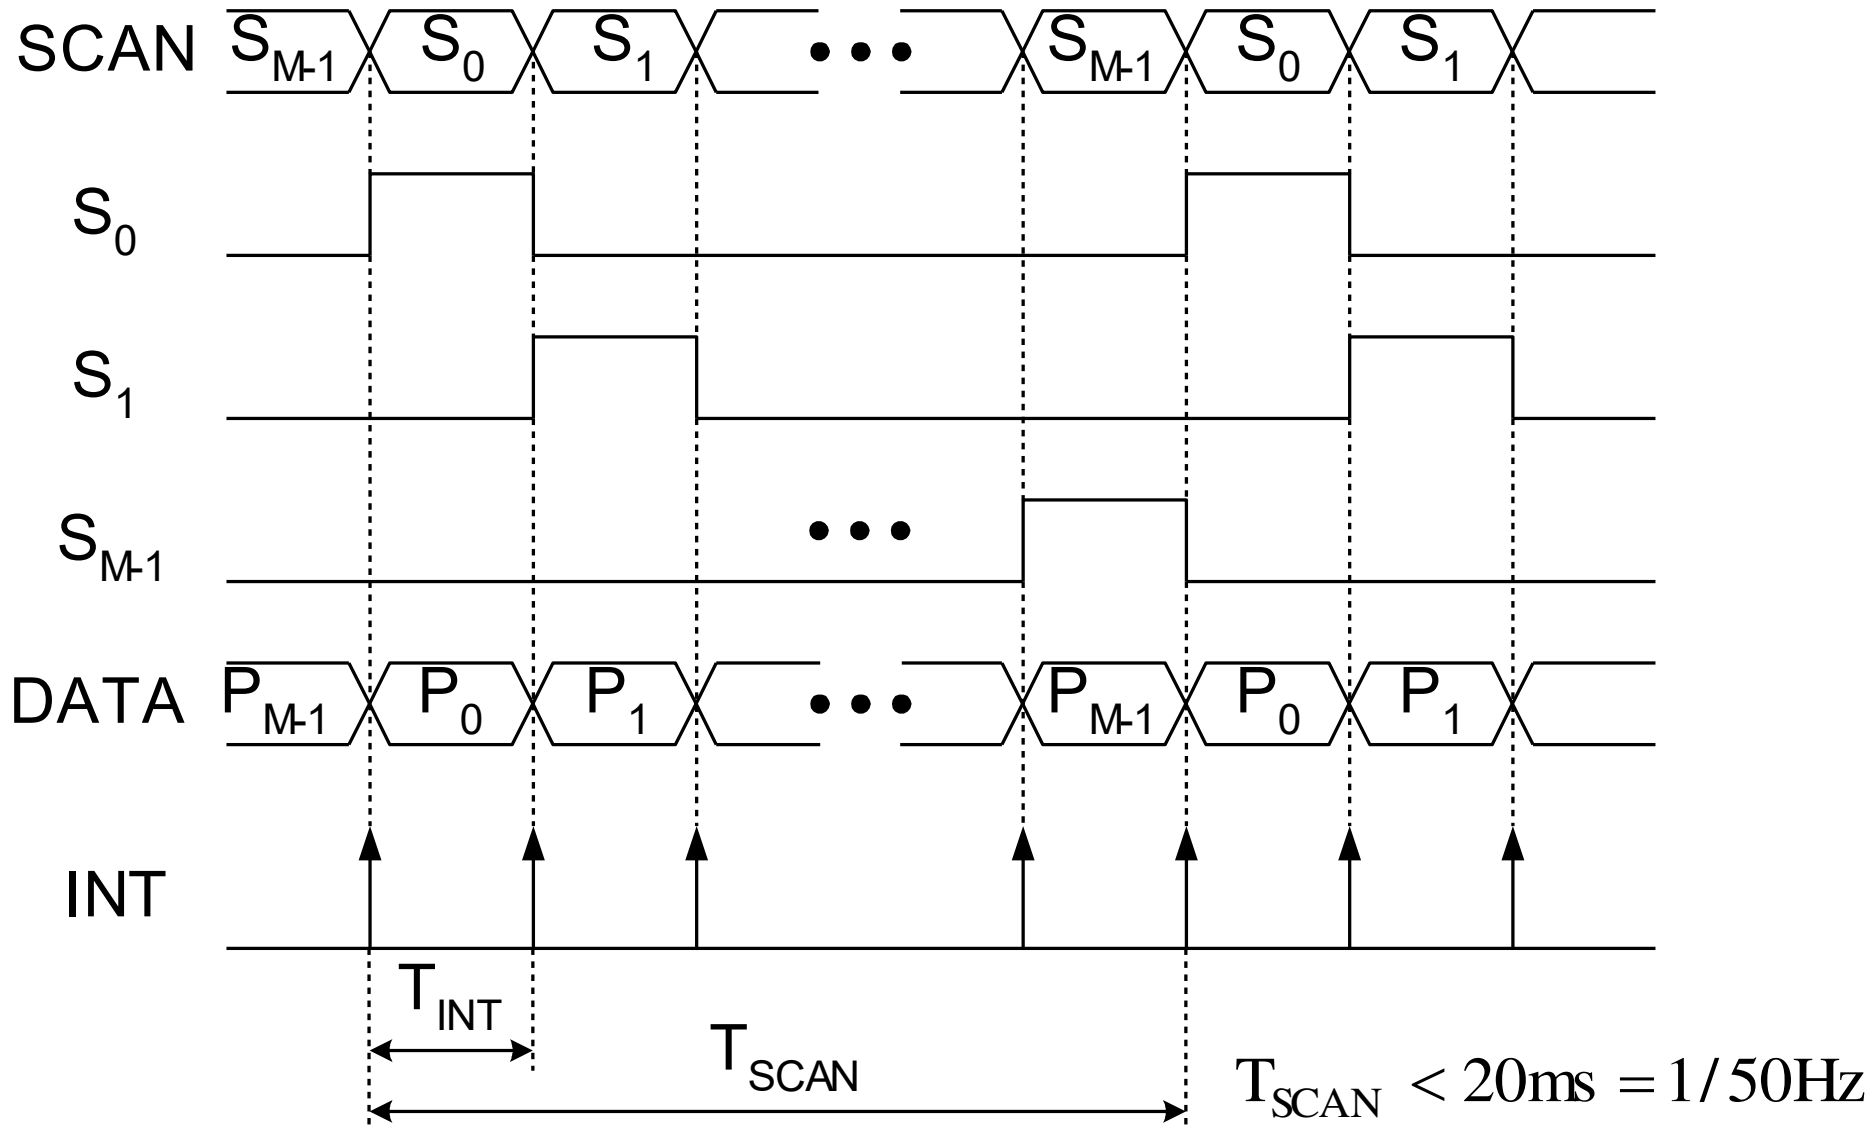 SCAN S_M-1 S_0 S_1 ••• S_M-1 S_0 S_1
S_0
S_1
S_M-1 •••
DATA P_M-1 P_0 P_1 ••• P_M-1 P_0 P_1
INT
T_INT
T_SCAN
T_SCAN < 20ms = 1/50Hz